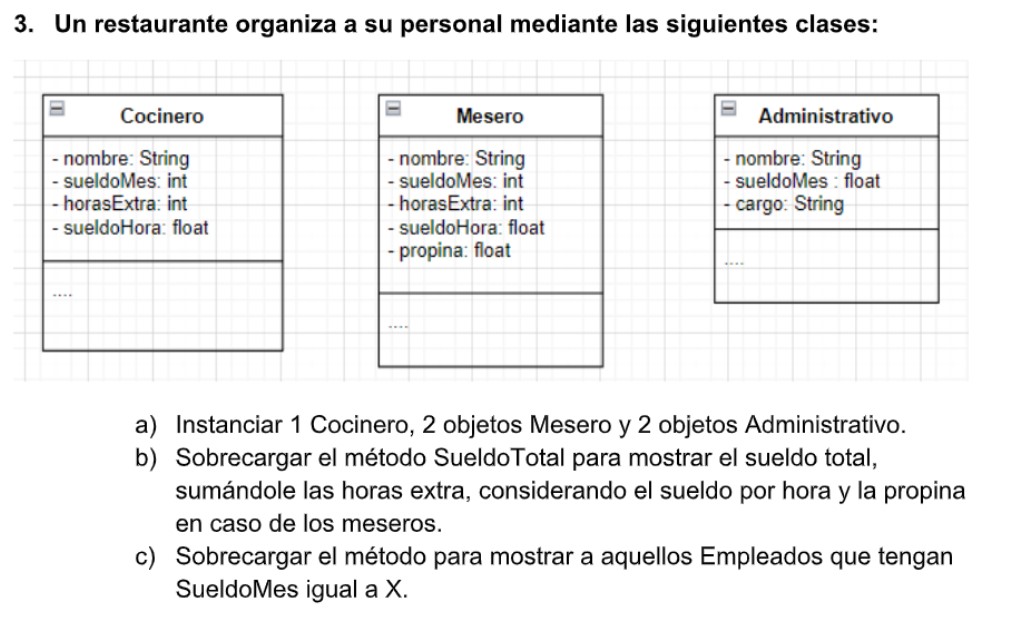 3. Un restaurante organiza a su personal mediante las siguientes clases:
Cocinero
- nombre: String
- sueldoMes: int
- horasExtra: int
- sueldoHora: float
....
Mesero
- nombre: String
- sueldoMes: int
- horasExtra: int
- sueldoHora: float
- propina: float
....
Administrativo
- nombre: String
- sueldoMes : float
- cargo: String
....
a) Instanciar 1 Cocinero, 2 objetos Mesero y 2 objetos Administrativo.
b) Sobrecargar el método SueldoTotal para mostrar el sueldo total,
sumándole las horas extra, considerando el sueldo por hora y la propina
en caso de los meseros.
c) Sobrecargar el método para mostrar a aquellos Empleados que tengan
SueldoMes igual a X.